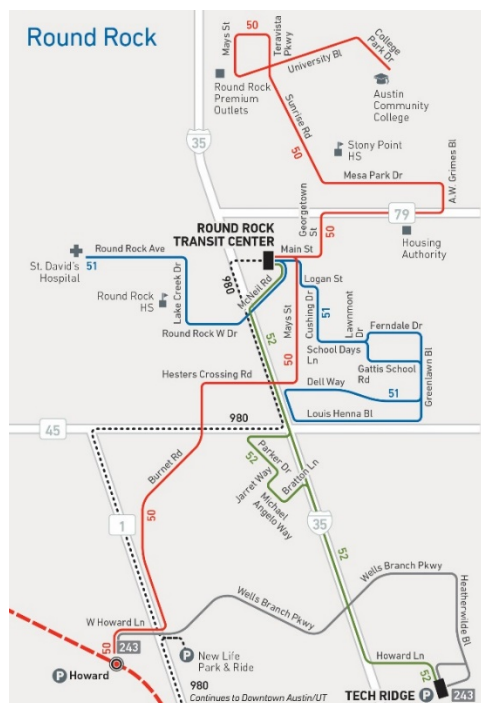 Round Rock
Mays St
50
Teravista
Pkwy
College
Park Dr
University Bl
Round Rock
Premium
Outlets
Austin
Community
College
Sunrise Rd
35
50
Stony Point
HS
Mesa Park Dr
A.W. Grimes Bl
Georgetown
St
50
79
ROUND ROCK
TRANSIT CENTER
Main St
Housing
Authority
St. David's
Hospital
51
Round Rock Ave
Lake Creek Dr
Round Rock
HS
980
McNeil Rd
Logan St
Cushing Dr
51
Lawnmont
Dr
Ferndale Dr
Round Rock W Dr
52
Mays St
50
School Days
Ln
Gattis School
Rd
Greenlawn Bl
Hesters Crossing Rd
Dell Way
51
Louis Henna Bl
980
45
Parker Dr
52
Bratton Ln
Jarret Way
Michael
Angelo Way
Burnet Rd
50
1
35
52
Wells Branch Pkwy
Wells Branch Pkwy
Heatherwilde Bl
W Howard Ln
50
243
P Howard
P New Life
Park & Ride
Howard Ln
52
980
Continues to Downtown Austin/UT
TECH RIDGE P 243